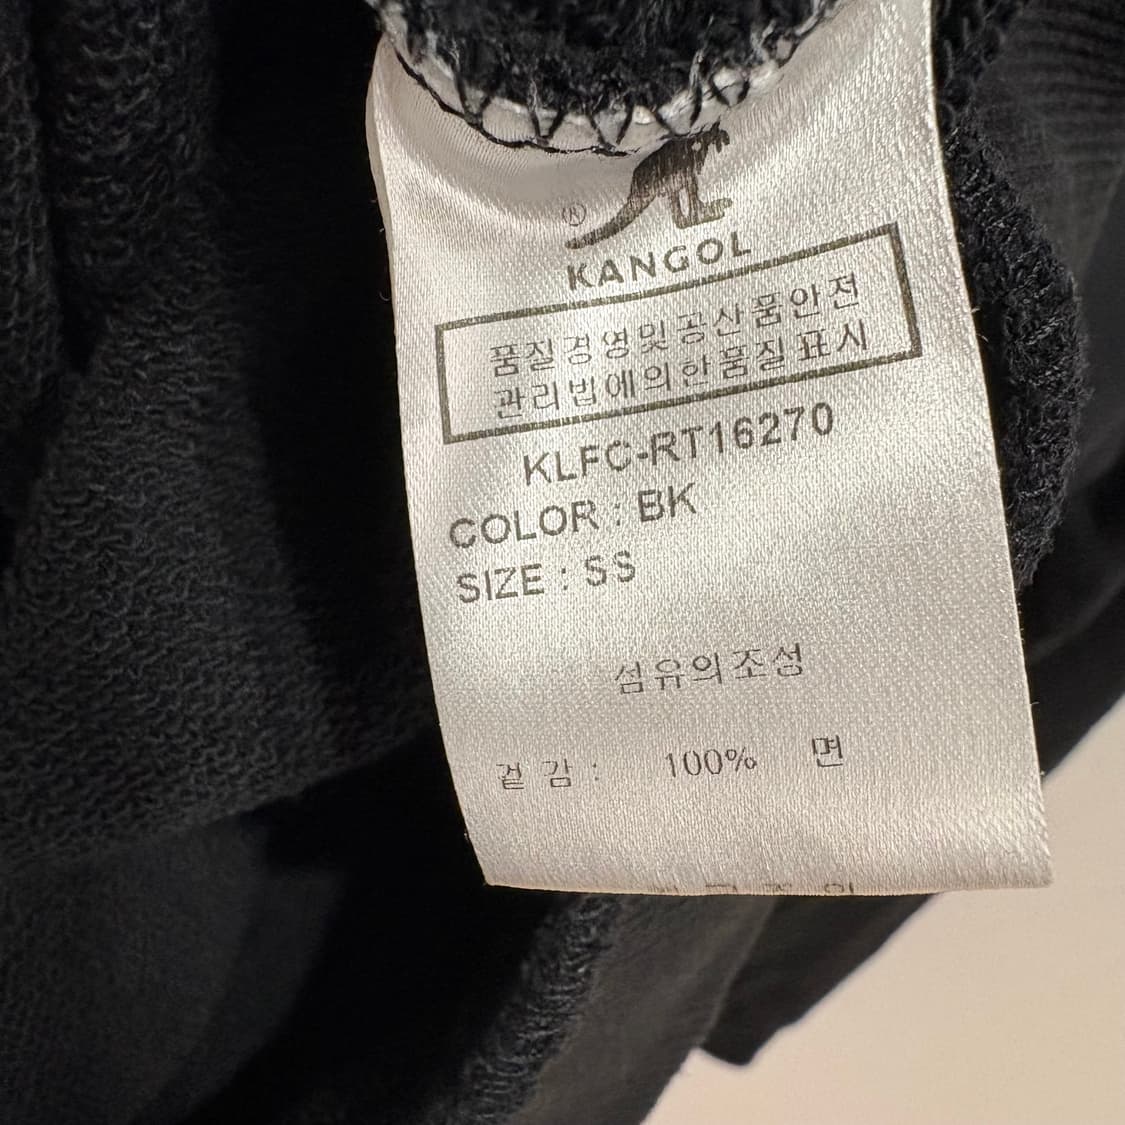 ®
KANGOL
품질경영및공산품안전
관리법에의한품질표시
KLFC-RT16270
COLOR : BK
SIZE : SS
섬유의조성
겉 감 : 100% 면